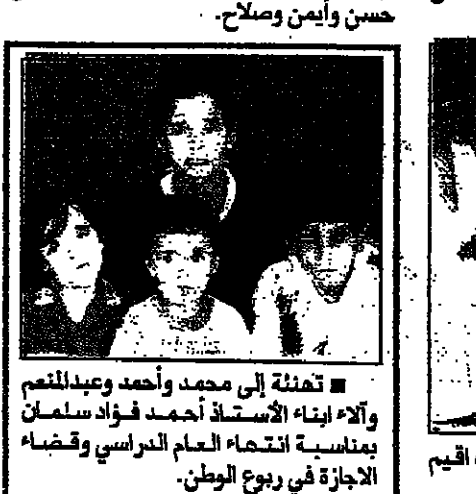 حسن وأيمن وصلاح.
■ تهنئة إلى محمد وأحمد وعبدالمنعم
وآلاء ابناء الأستاذ أحمد فؤاد سلمان
بمناسبة انتهاء العام الدراسي وقضاء
الاجازة في ربوع الوطن.
اقيم